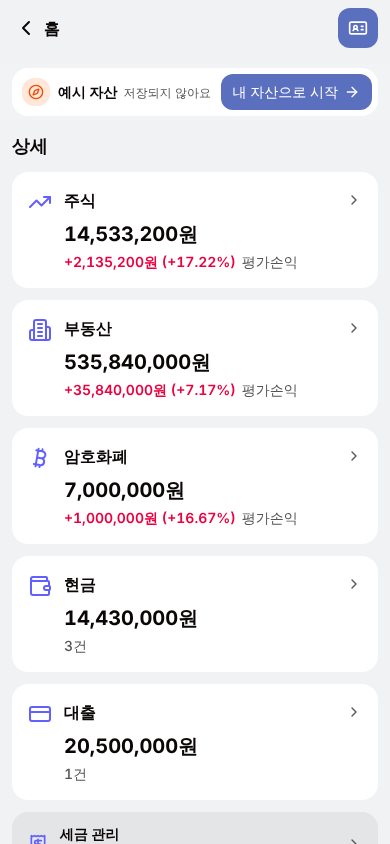 홈
예시 자산 저장되지 않아요 내 자산으로 시작
상세
주식
14,533,200원
+2,135,200원 (+17.22%) 평가손익
부동산
535,840,000원
+35,840,000원 (+7.17%) 평가손익
암호화폐
7,000,000원
+1,000,000원 (+16.67%) 평가손익
현금
14,430,000원
3건
대출
20,500,000원
1건
세금 관리